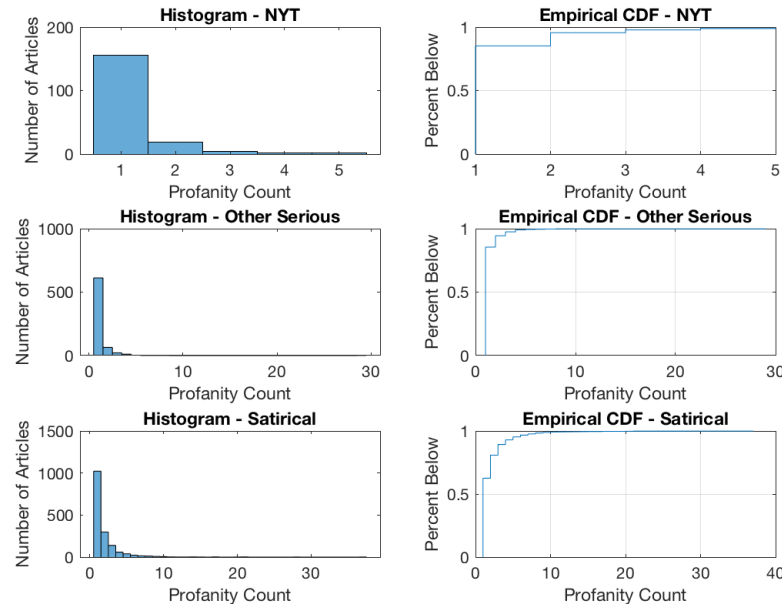 Histogram - NYT
Number of Articles
200
100
0
1 2 3 4 5
Profanity Count
Empirical CDF - NYT
Percent Below
1
0.5
0
1 2 3 4 5
Profanity Count
Histogram - Other Serious
Number of Articles
1000
500
0
0 10 20 30
Profanity Count
Empirical CDF - Other Serious
Percent Below
1
0.5
0
0 10 20 30
Profanity Count
Histogram - Satirical
Number of Articles
1500
1000
500
0
0 10 20 30
Profanity Count
Empirical CDF - Satirical
Percent Below
1
0.5
0
0 10 20 30 40
Profanity Count